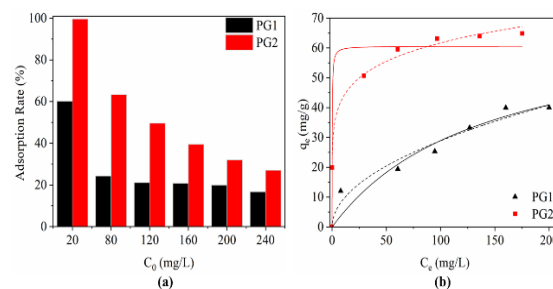 100
80
60
40
20
0
Adsorption Rate (%)
PG1
PG2
20 80 120 160 200 240
C₀ (mg/L)
(a)
70
60
50
40
30
20
10
0
qₑ (mg/g)
PG1
PG2
0 50 100 150 200
Cₑ (mg/L)
(b)